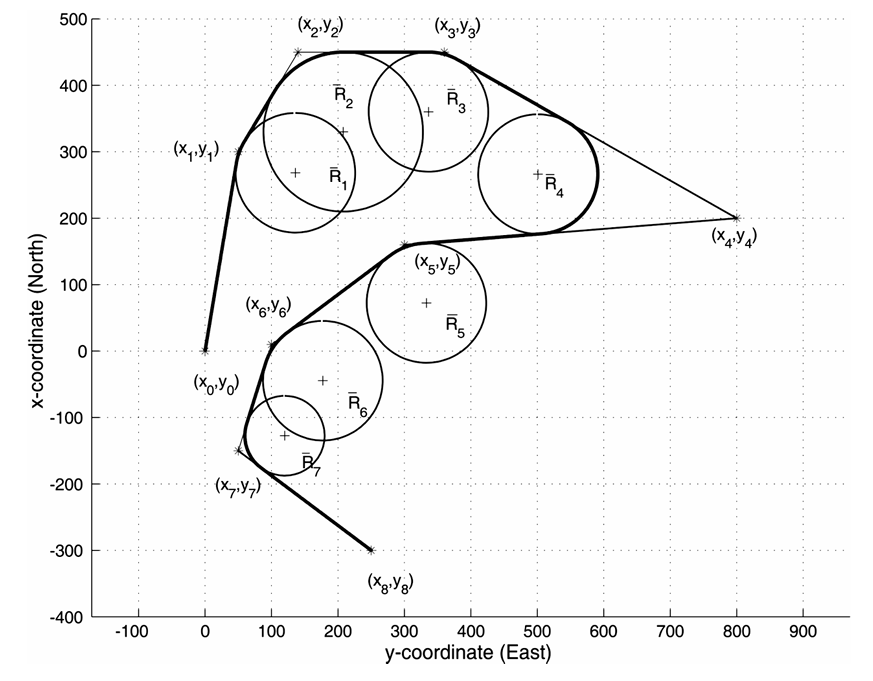 500
400
300
200
100
0
-100
-200
-300
-400
x-coordinate (North)
(x₂,y₂)
(x₃,y₃)
R̅₂
R̅₃
(x₁,y₁)
R̅₁
R̅₄
(x₄,y₄)
(x₅,y₅)
(x₆,y₆)
R̅₅
(x₀,y₀)
R̅₆
R̅₇
(x₇,y₇)
(x₈,y₈)
-100 0 100 200 300 400 500 600 700 800 900
y-coordinate (East)